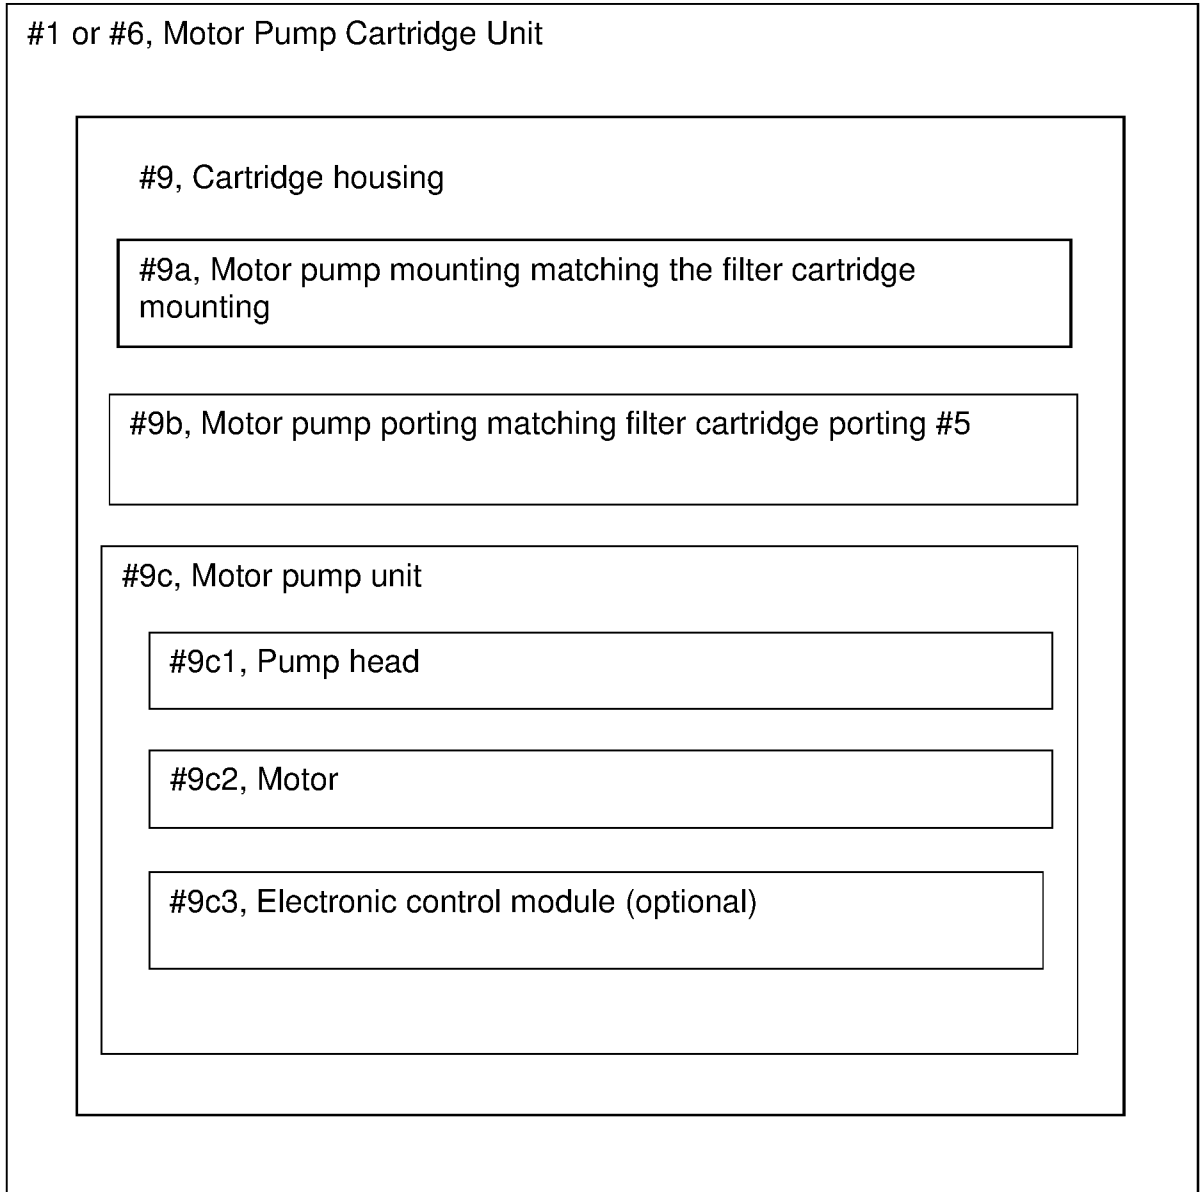 #1 or #6, Motor Pump Cartridge Unit
#9, Cartridge housing
#9a, Motor pump mounting matching the filter cartridge
mounting
#9b, Motor pump porting matching filter cartridge porting #5
#9c, Motor pump unit
#9c1, Pump head
#9c2, Motor
#9c3, Electronic control module (optional)